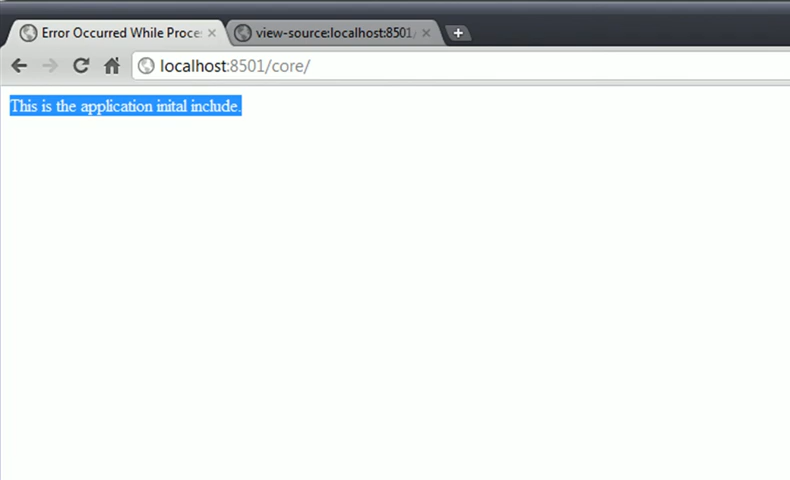 Error Occurred While Proce
view-source:localhost:8501/
localhost:8501/core/
This is the application inital include.